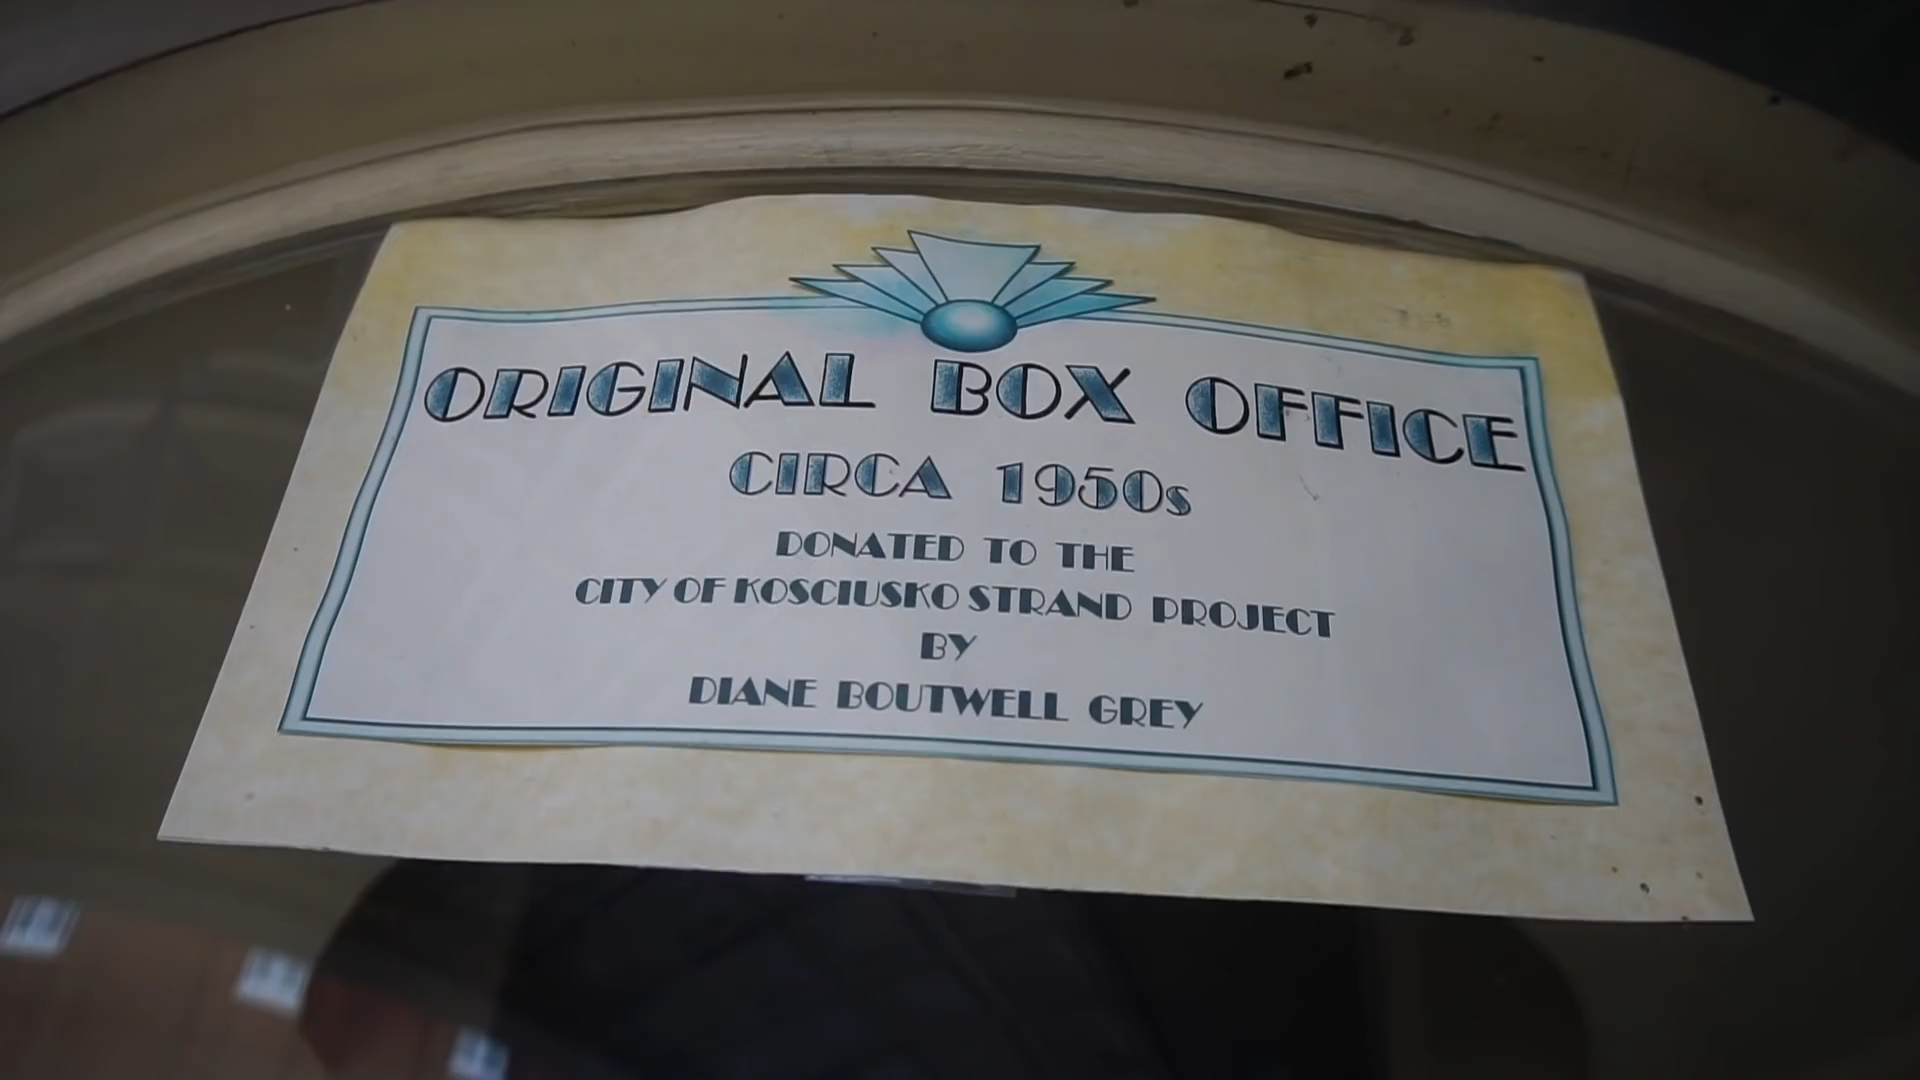 ORIGINAL BOX OFFICE
CIRCA 1950s
DONATED TO THE
CITY OF KOSCIUSKO STRAND PROJECT
BY
DIANE BOUTWELL GREY